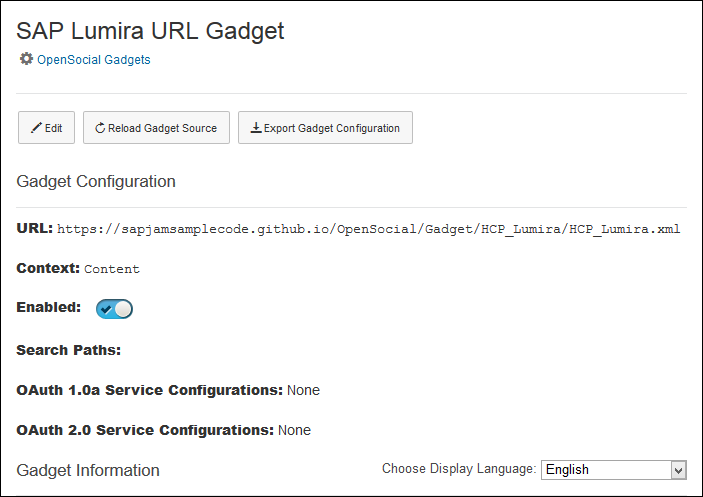 SAP Lumira URL Gadget
OpenSocial Gadgets
Edit Reload Gadget Source Export Gadget Configuration
Gadget Configuration
URL: https://sapjamsamplecode.github.io/OpenSocial/Gadget/HCP_Lumira/HCP_Lumira.xml
Context: Content
Enabled:
Search Paths:
OAuth 1.0a Service Configurations: None
OAuth 2.0 Service Configurations: None
Gadget Information Choose Display Language: English